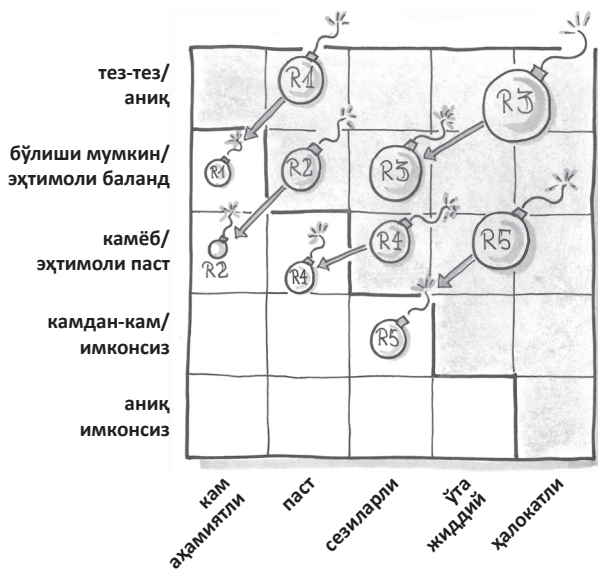 тез-тез/
аниқ
R1
R3
бўлиши мумкин/
эҳтимоли баланд
R1
R2
R3
камёб/
эҳтимоли паст
R2
R4
R4
R5
камдан-кам/
имконсиз
R5
аниқ
имконсиз
кам
аҳамиятли
паст
сезиларли
ўта
жиддий
ҳалокатли